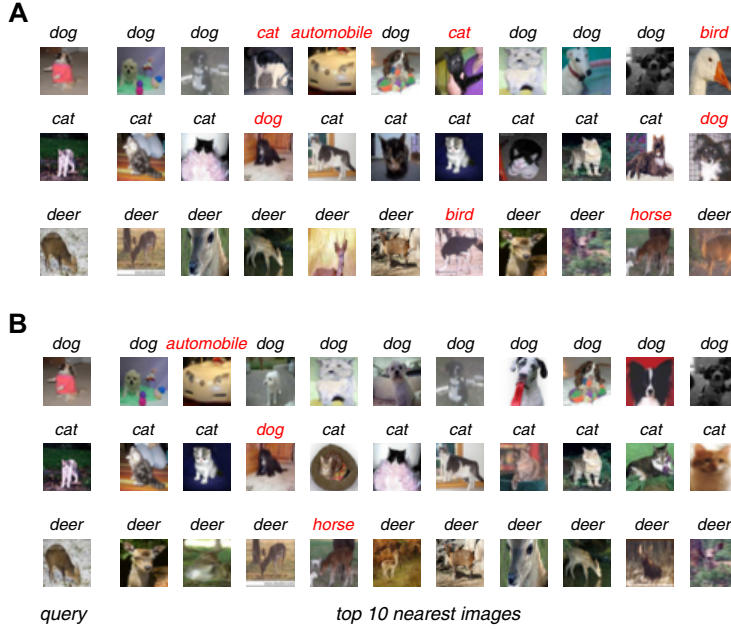 A
dog dog dog cat automobile dog cat dog dog dog bird
cat cat cat dog cat cat cat cat cat cat dog
deer deer deer deer deer deer bird deer deer horse deer
B
dog dog automobile dog dog dog dog dog dog dog dog
cat cat cat dog cat cat cat cat cat cat cat
deer deer deer deer horse deer deer deer deer deer deer
query top 10 nearest images